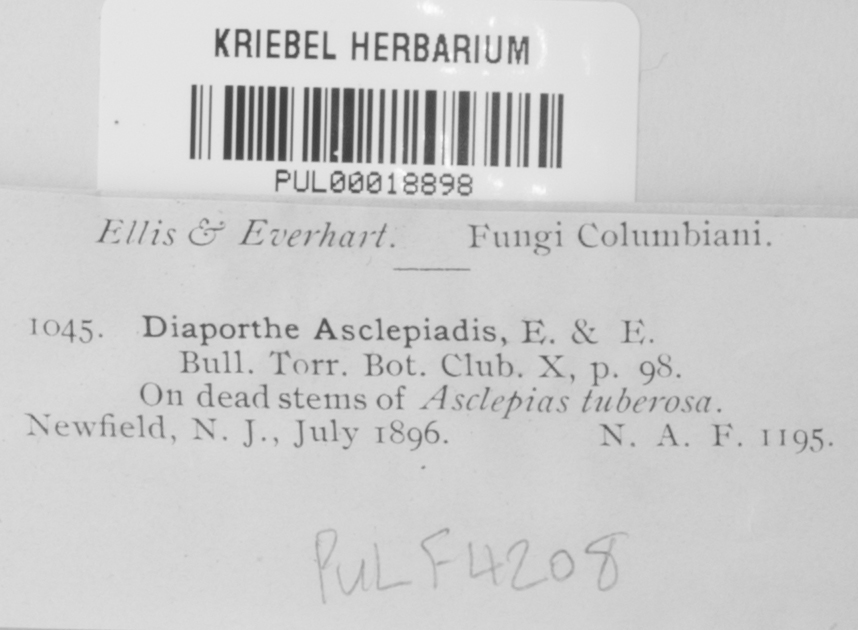 KRIEBEL HERBARIUM
PUL00018898
Ellis & Everhart. Fungi Columbiani.
1045. Diaporthe Asclepiadis, E. & E.
Bull. Torr. Bot. Club. X, p. 98.
On dead stems of Asclepias tuberosa.
Newfield, N. J., July 1896. N. A. F. 1195.
PUL F4208